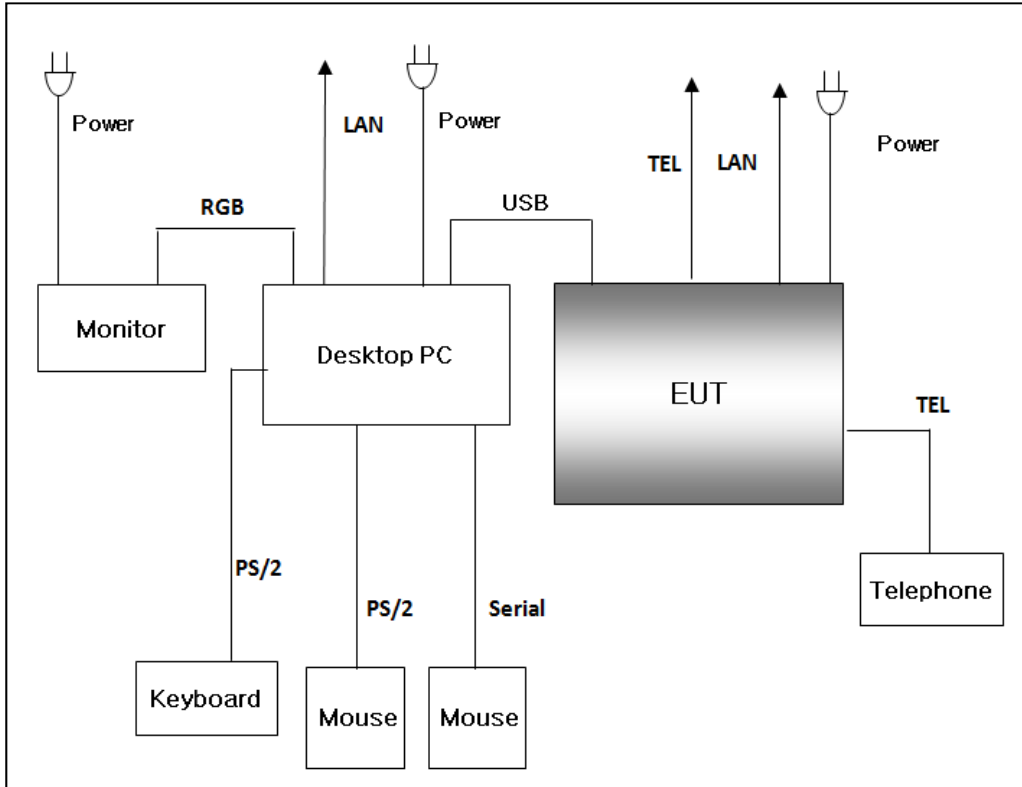 Power
LAN
Power
TEL
LAN
Power
RGB
USB
Monitor
Desktop PC
EUT
TEL
PS/2
PS/2
Serial
Telephone
Keyboard
Mouse
Mouse